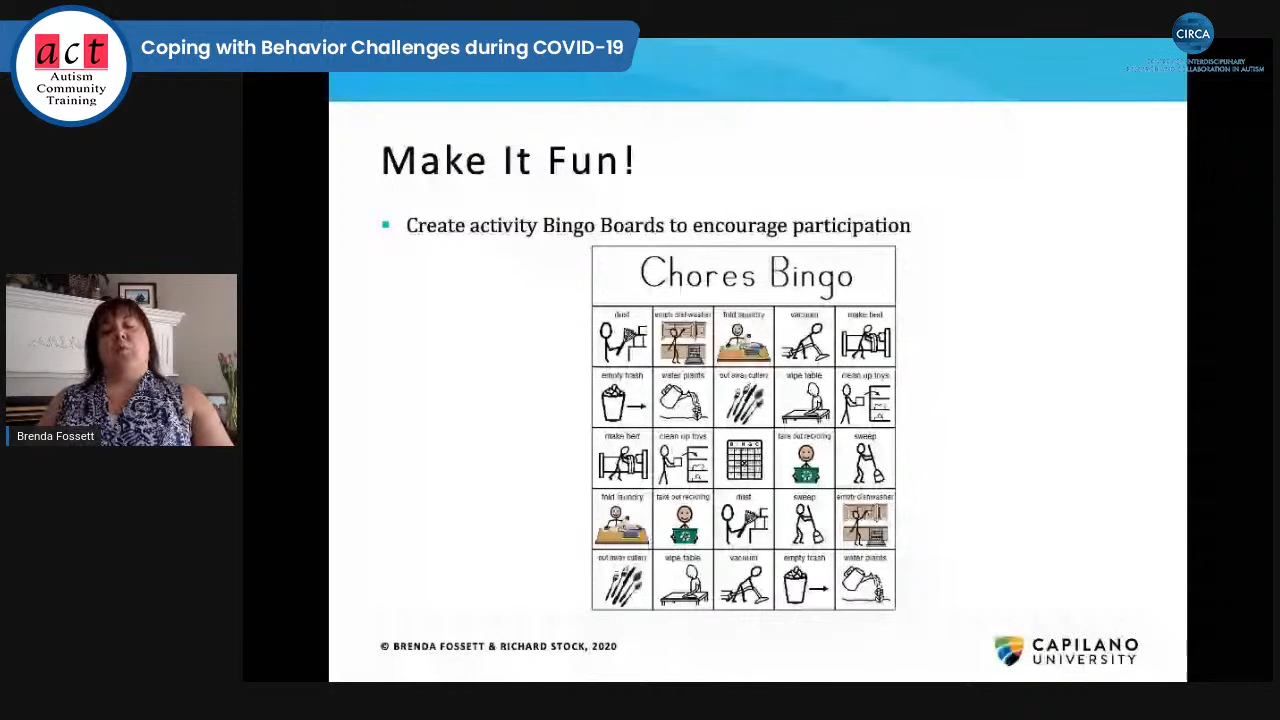 act
Autism
Community
Training
Coping with Behavior Challenges during COVID-19
CIRCA
Make It Fun!
Create activity Bingo Boards to encourage participation
Chores Bingo
dust empty dishwasher fold laundry vacuum make bed
empty trash water plants put away cutlery wipe table clean up toys
make bed clean up toys BINGO take out recycling sweep
fold laundry take out recycling dust sweep empty dishwasher
put away cutlery wipe table vacuum empty trash water plants
Brenda Fossett
© BRENDA FOSSETT & RICHARD STOCK, 2020
CAPILANO
UNIVERSITY